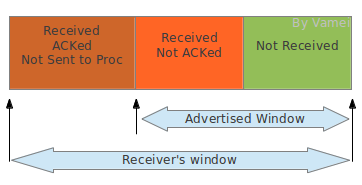 By Vamei
Received
ACKed
Not Sent to Proc
Received
Not ACKed
Not Received
Advertised Window
Receiver's window